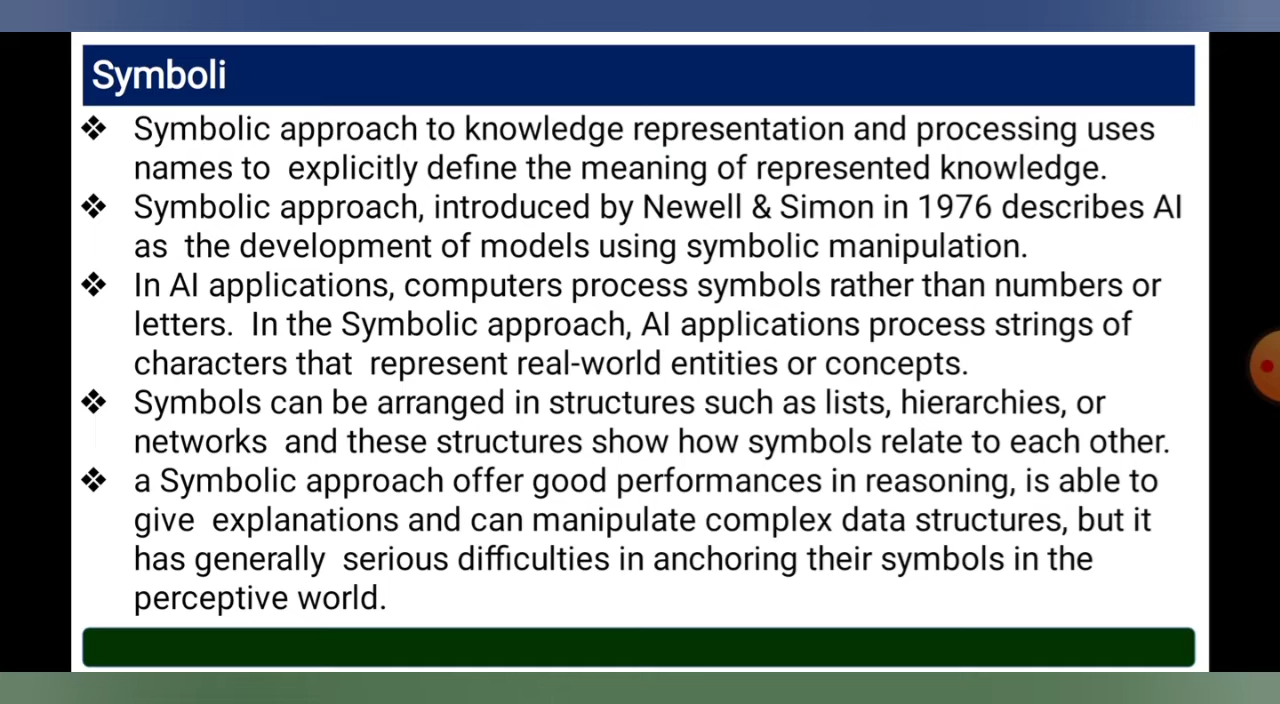 Symboli
❖ Symbolic approach to knowledge representation and processing uses
names to explicitly define the meaning of represented knowledge.
❖ Symbolic approach, introduced by Newell & Simon in 1976 describes AI
as the development of models using symbolic manipulation.
❖ In AI applications, computers process symbols rather than numbers or
letters. In the Symbolic approach, AI applications process strings of
characters that represent real-world entities or concepts.
❖ Symbols can be arranged in structures such as lists, hierarchies, or
networks and these structures show how symbols relate to each other.
❖ a Symbolic approach offer good performances in reasoning, is able to
give explanations and can manipulate complex data structures, but it
has generally serious difficulties in anchoring their symbols in the
perceptive world.